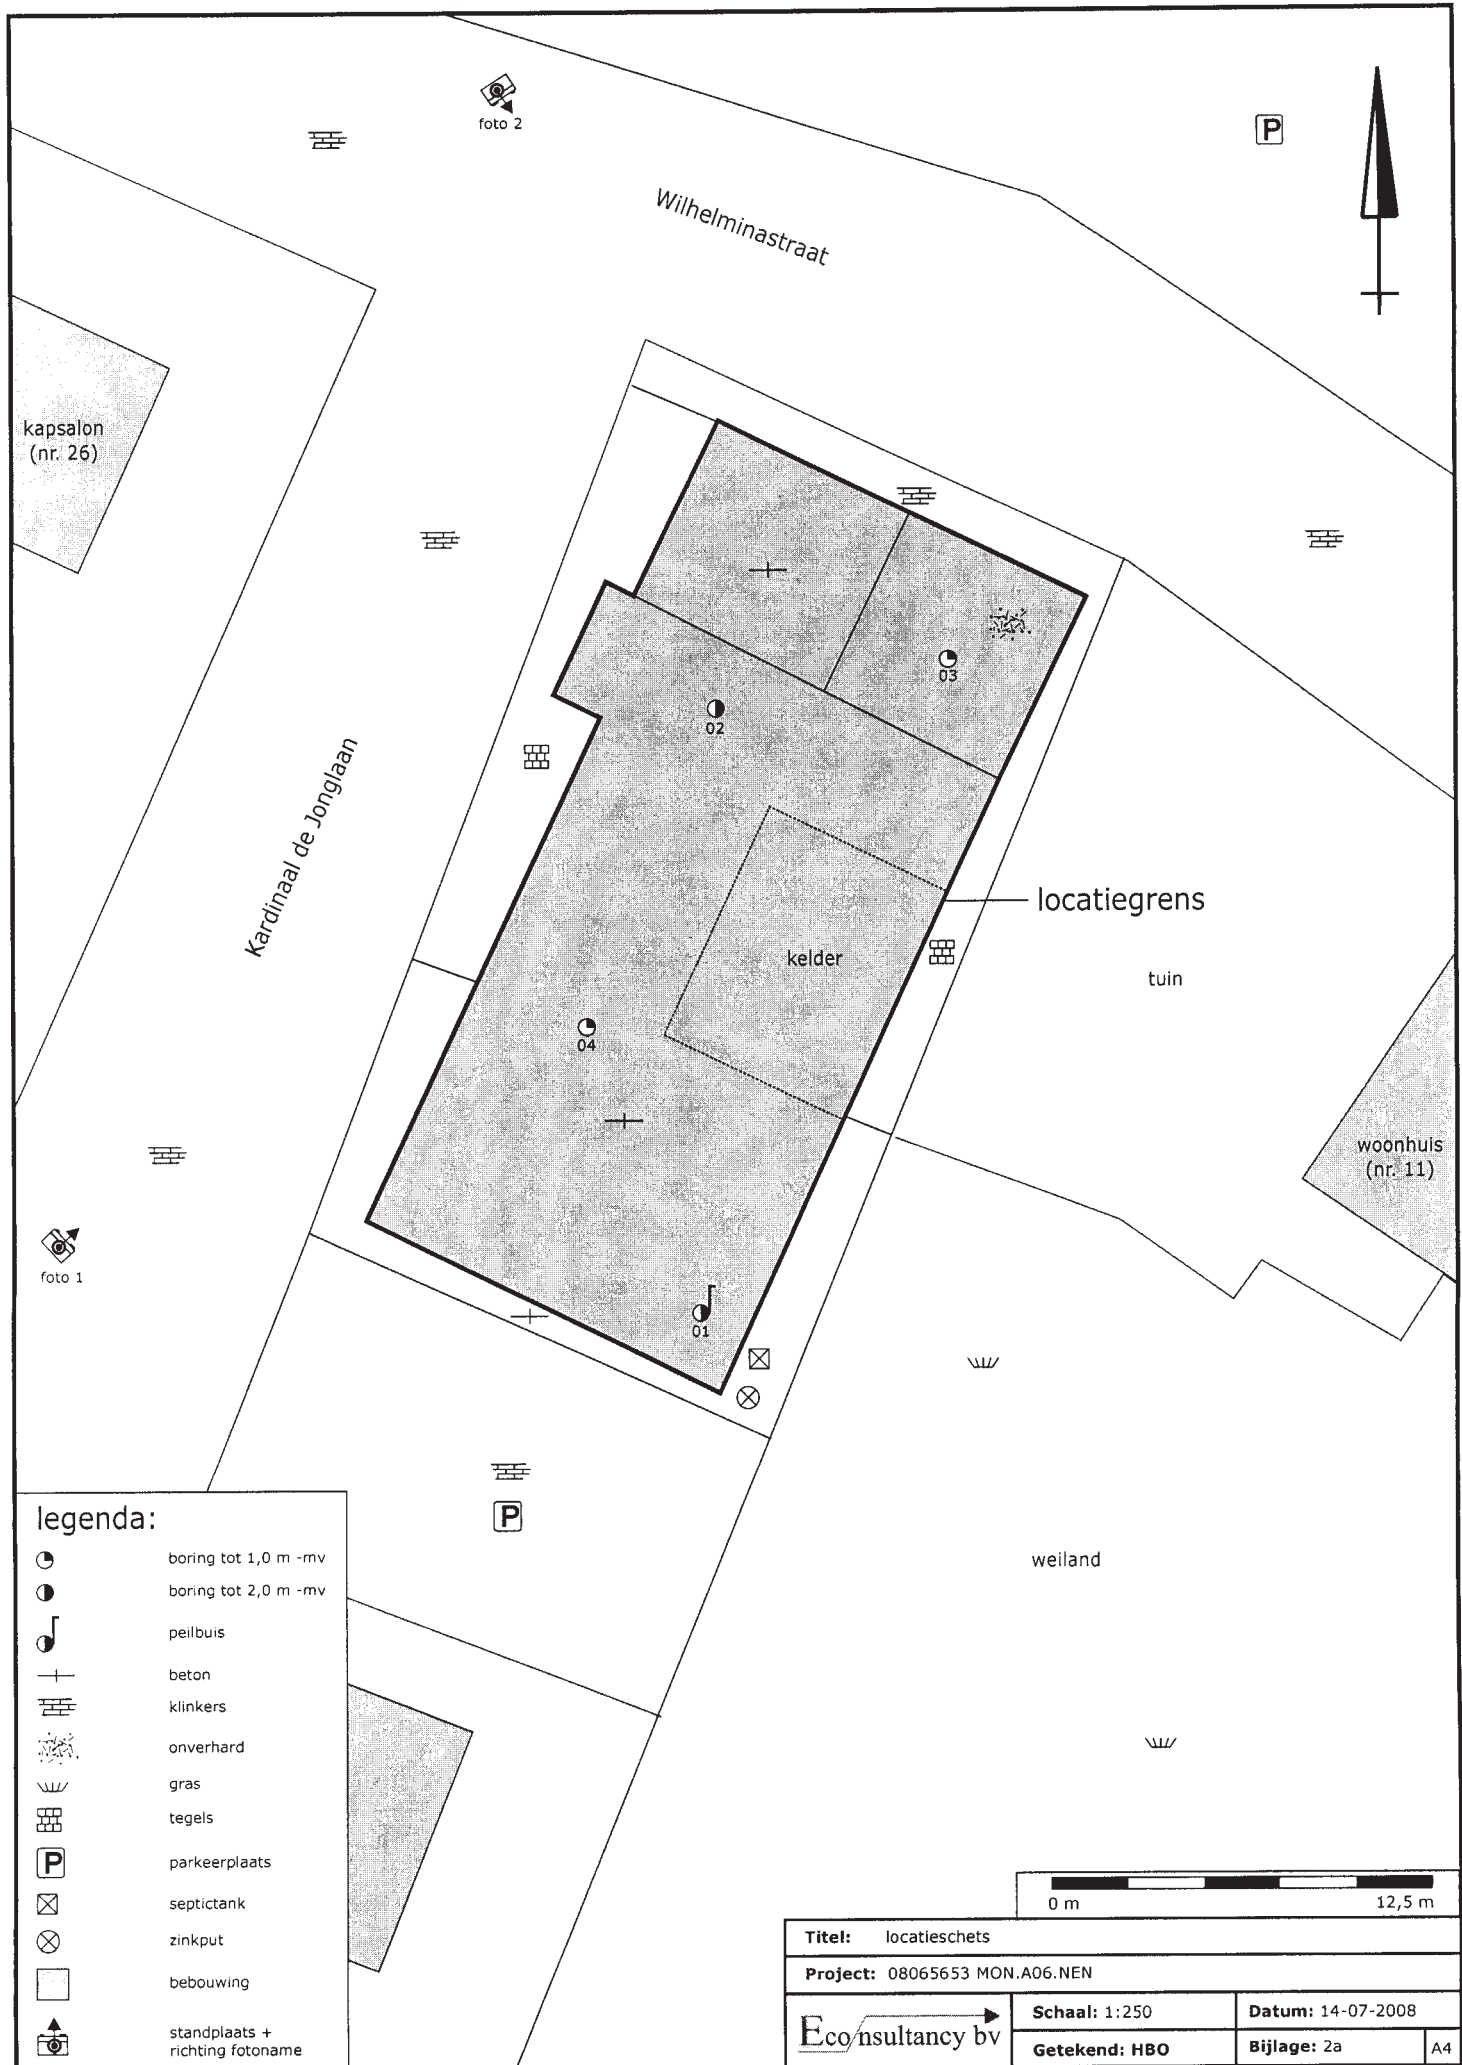 foto 2
P
Wilhelminastraat
kapsalon
(nr. 26)
03
02
Kardinaal de Jonglaan
locatiegrens
kelder
tuin
04
woonhuis
(nr. 11)
foto 1
01
P
weiland
legenda:
boring tot 1,0 m -mv
boring tot 2,0 m -mv
peilbuis
beton
klinkers
onverhard
gras
tegels
P parkeerplaats
septictank
zinkput
bebouwing
standplaats +
richting fotoname
0 m 12,5 m
Titel: locatieschets
Project: 08065653 MON.A06.NEN
Econsultancy bv
Schaal: 1:250 Datum: 14-07-2008
Getekend: HBO Bijlage: 2a A4